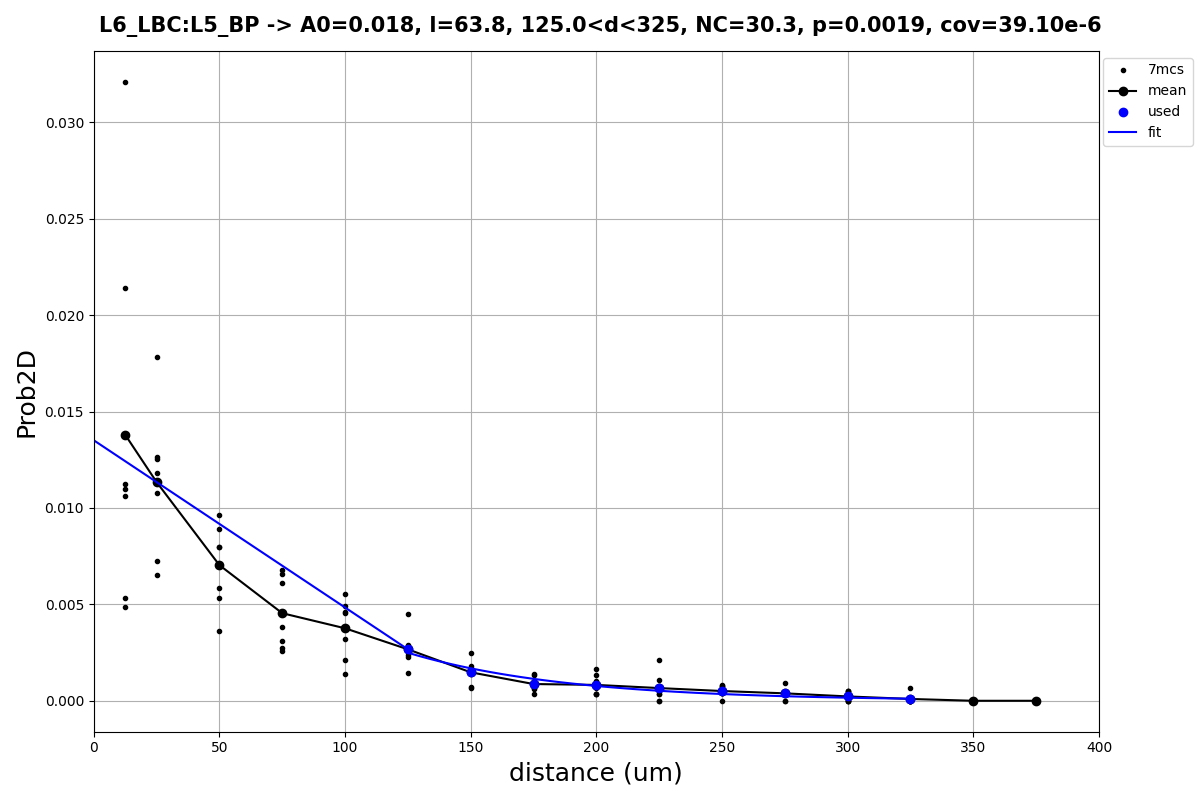 L6_LBC:L5_BP -> A0=0.018, l=63.8, 125.0<d<325, NC=30.3, p=0.0019, cov=39.10e-6
7mcs
mean
used
fit
0.030
0.025
0.020
0.015
0.010
0.005
0.000
Prob2D
0 50 100 150 200 250 300 350 400
distance (um)